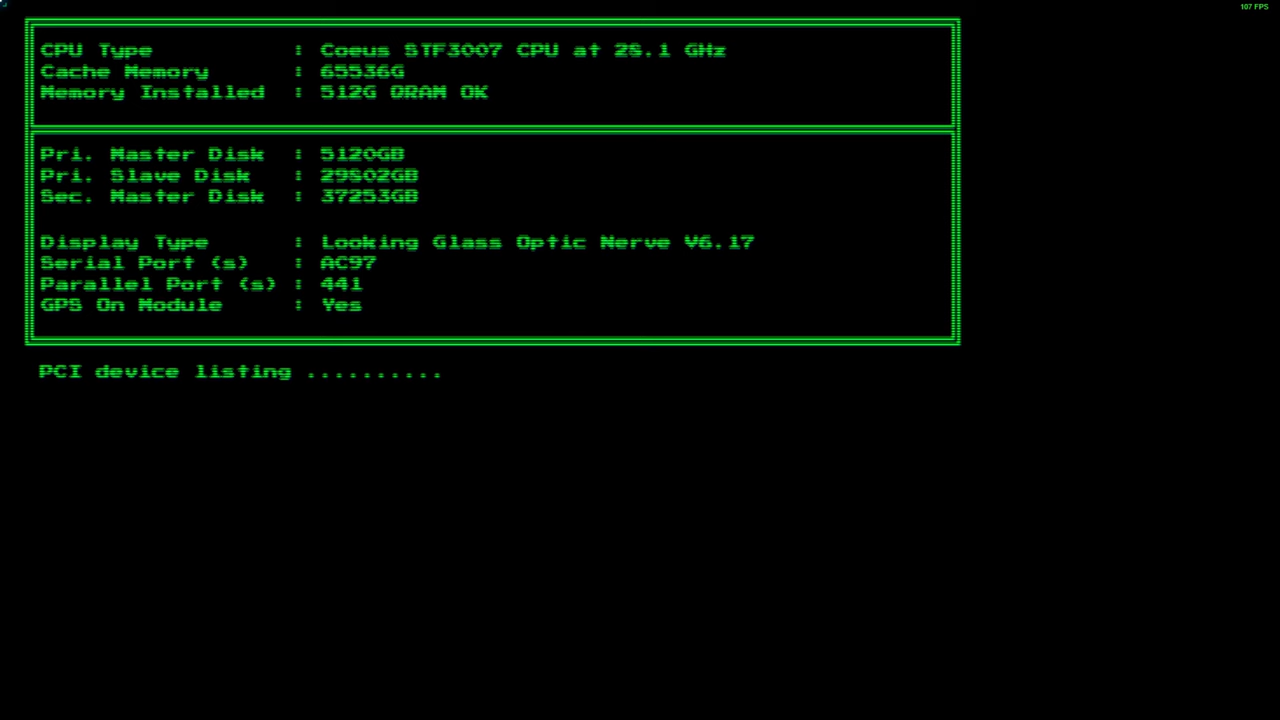 107 FPS
CPU Type : Coeus STF3007 CPU at 28.1 GHz
Cache Memory : 65536G
Memory Installed : 512G DRAM OK
Pri. Master Disk : 5120GB
Pri. Slave Disk : 29802GB
Sec. Master Disk : 37253GB
Display Type : Looking Glass Optic Nerve V6.17
Serial Port (s) : AC97
Parallel Port (s) : 441
GPS On Module : Yes
PCI device listing ..........